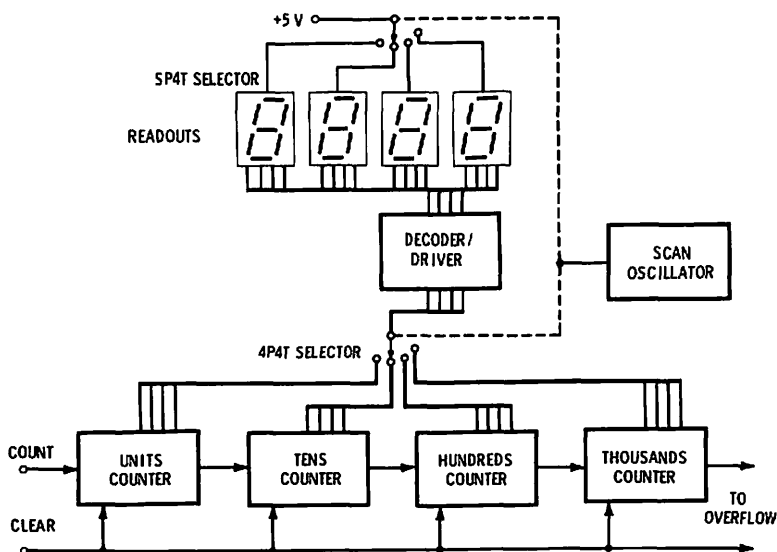 +5 V
SP4T SELECTOR
READOUTS
DECODER/
DRIVER
SCAN
OSCILLATOR
4P4T SELECTOR
COUNT
UNITS
COUNTER
TENS
COUNTER
HUNDREDS
COUNTER
THOUSANDS
COUNTER
TO
OVERFLOW
CLEAR